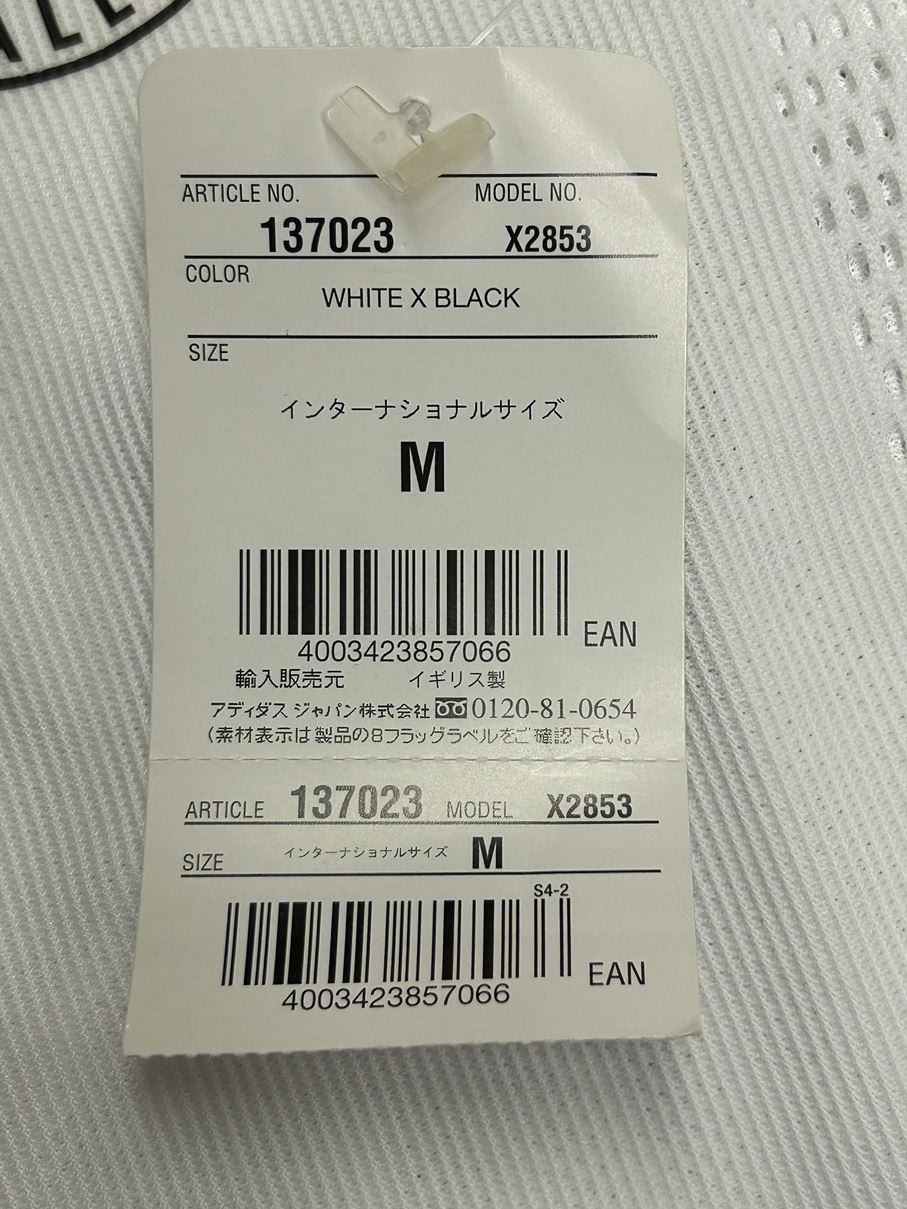 ARTICLE NO. MODEL NO.
137023 X2853
COLOR
WHITE X BLACK
SIZE
インターナショナルサイズ
M
4003423857066 EAN
輸入販売元 イギリス製
アディダス ジャパン株式会社 0120-81-0654
(素材表示は製品の8フラッグラベルをご確認下さい。)
ARTICLE 137023 MODEL X2853
SIZE インターナショナルサイズ M
S4-2
4003423857066 EAN